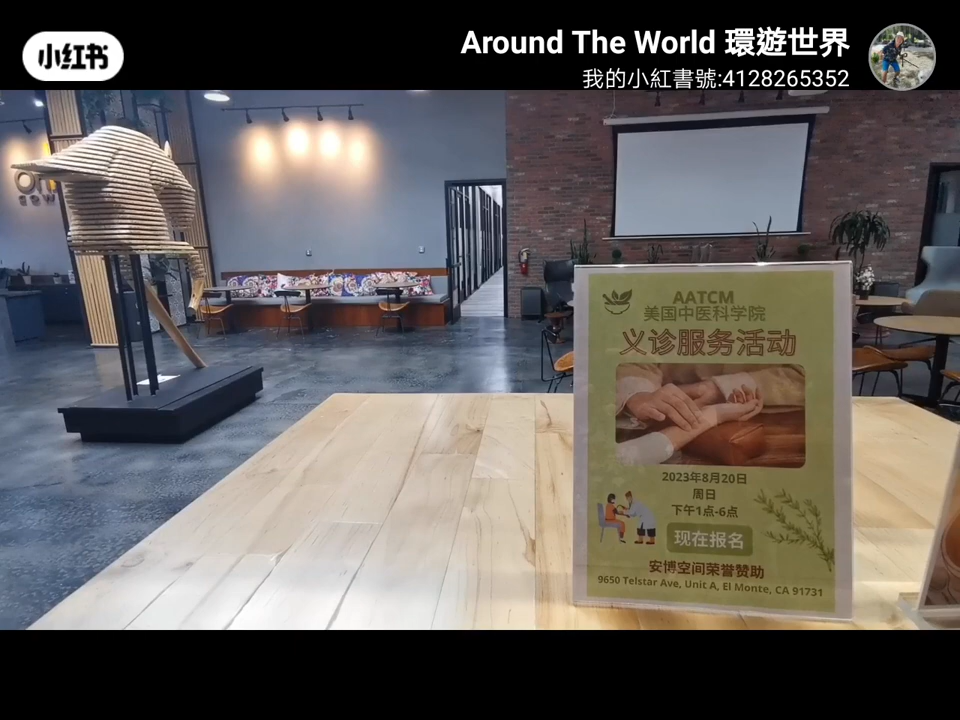 小红书
Around The World 環遊世界
我的小紅書號:4128265352
AATCM
美国中医科学院
义诊服务活动
2023年8月20日
周日
下午1点-6点
现在报名
安博空间荣誉赞助
9650 Telstar Ave, Unit A, El Monte, CA 91731